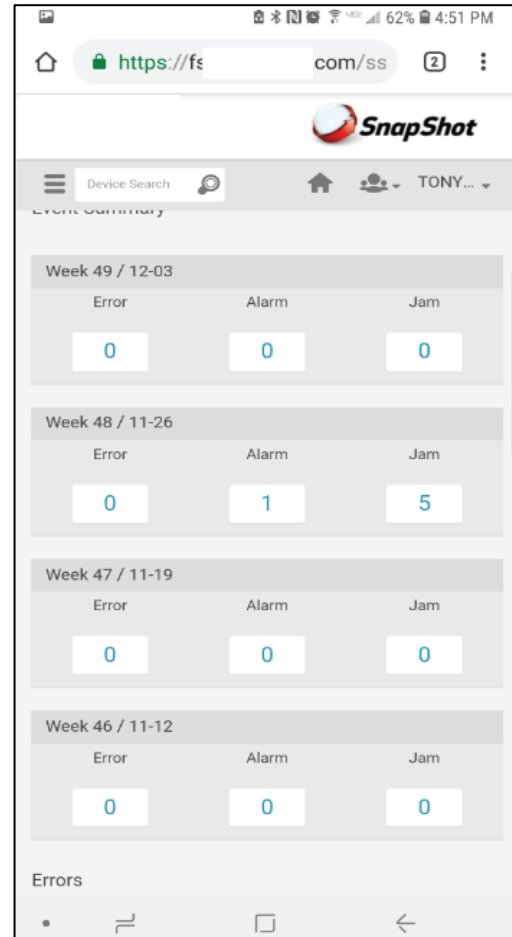 62% 4:51 PM
https://fs com/ss 2
SnapShot
Device Search TONY...
Event Summary
Week 49 / 12-03
Error Alarm Jam
0 0 0
Week 48 / 11-26
Error Alarm Jam
0 1 5
Week 47 / 11-19
Error Alarm Jam
0 0 0
Week 46 / 11-12
Error Alarm Jam
0 0 0
Errors